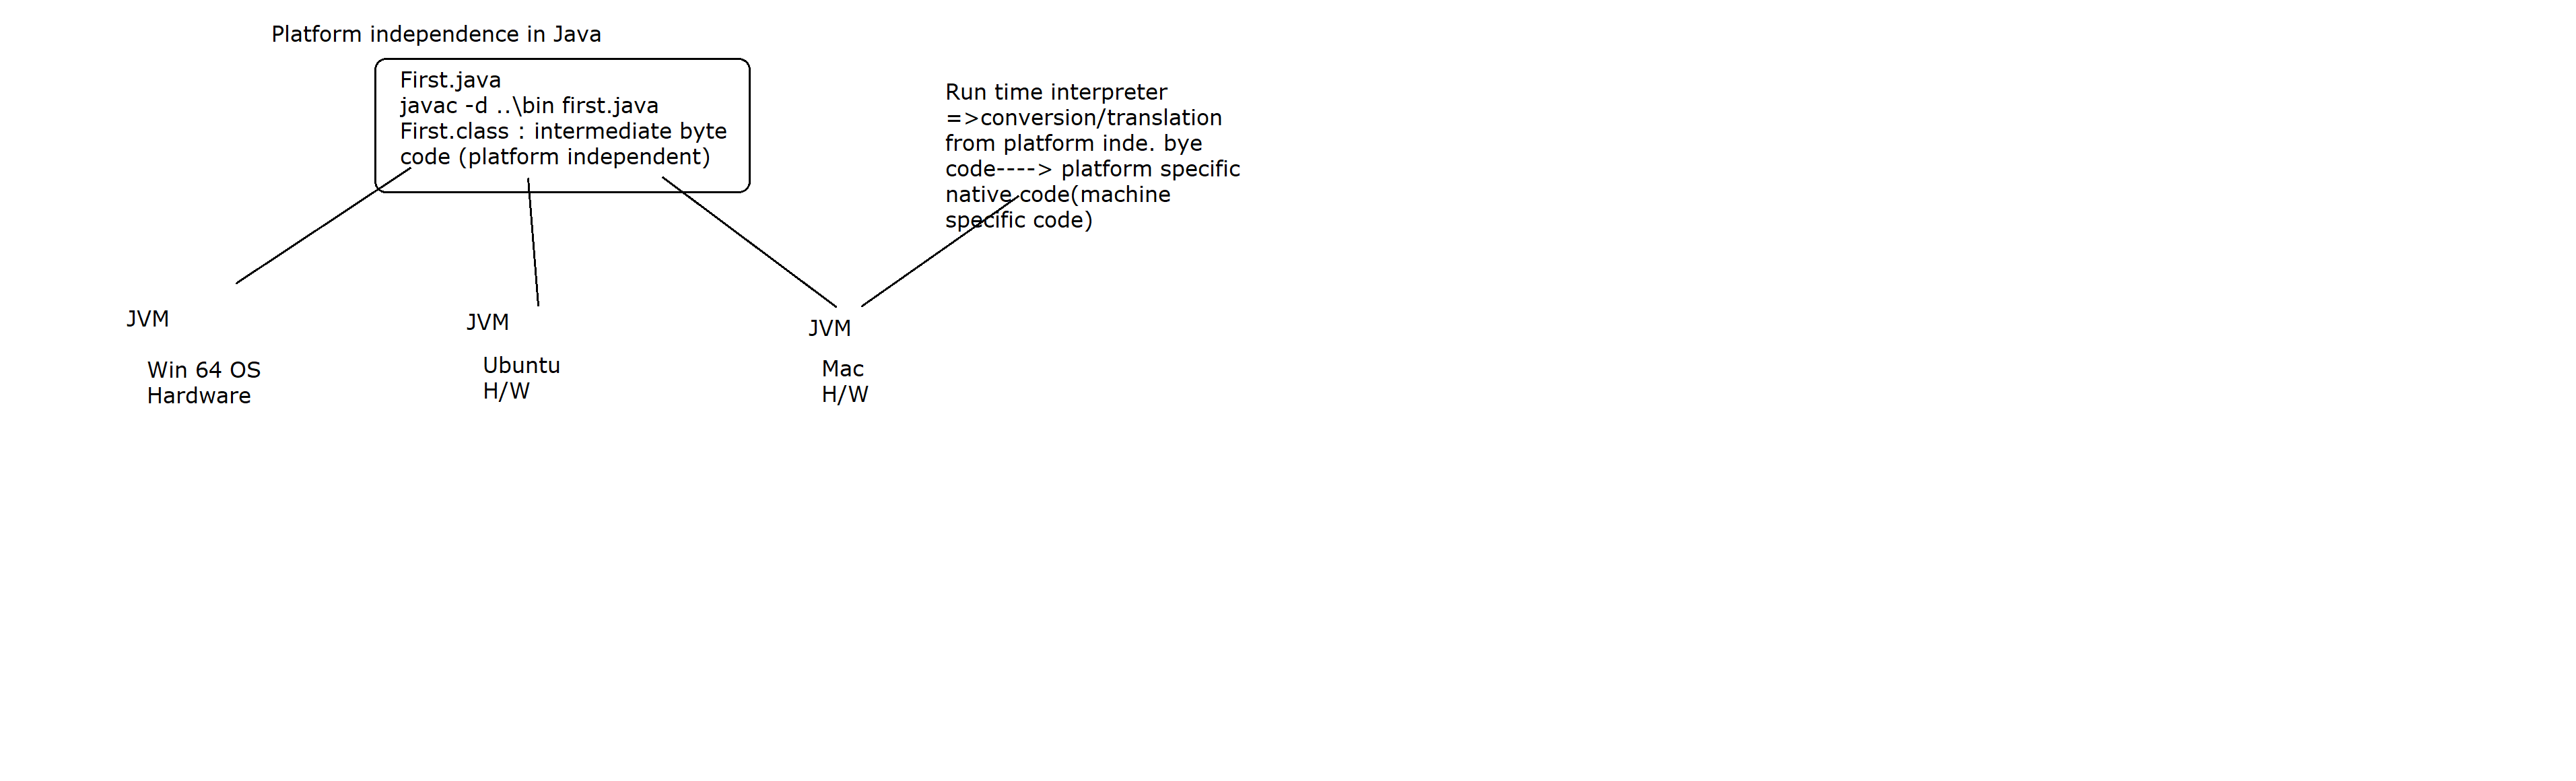 Platform independence in Java
First.java
javac -d ..\bin first.java
First.class : intermediate byte
code (platform independent)
Run time interpreter
=>conversion/translation
from platform inde. bye
code----> platform specific
native code(machine
specific code)
JVM
Win 64 OS
Hardware
JVM
Ubuntu
H/W
JVM
Mac
H/W